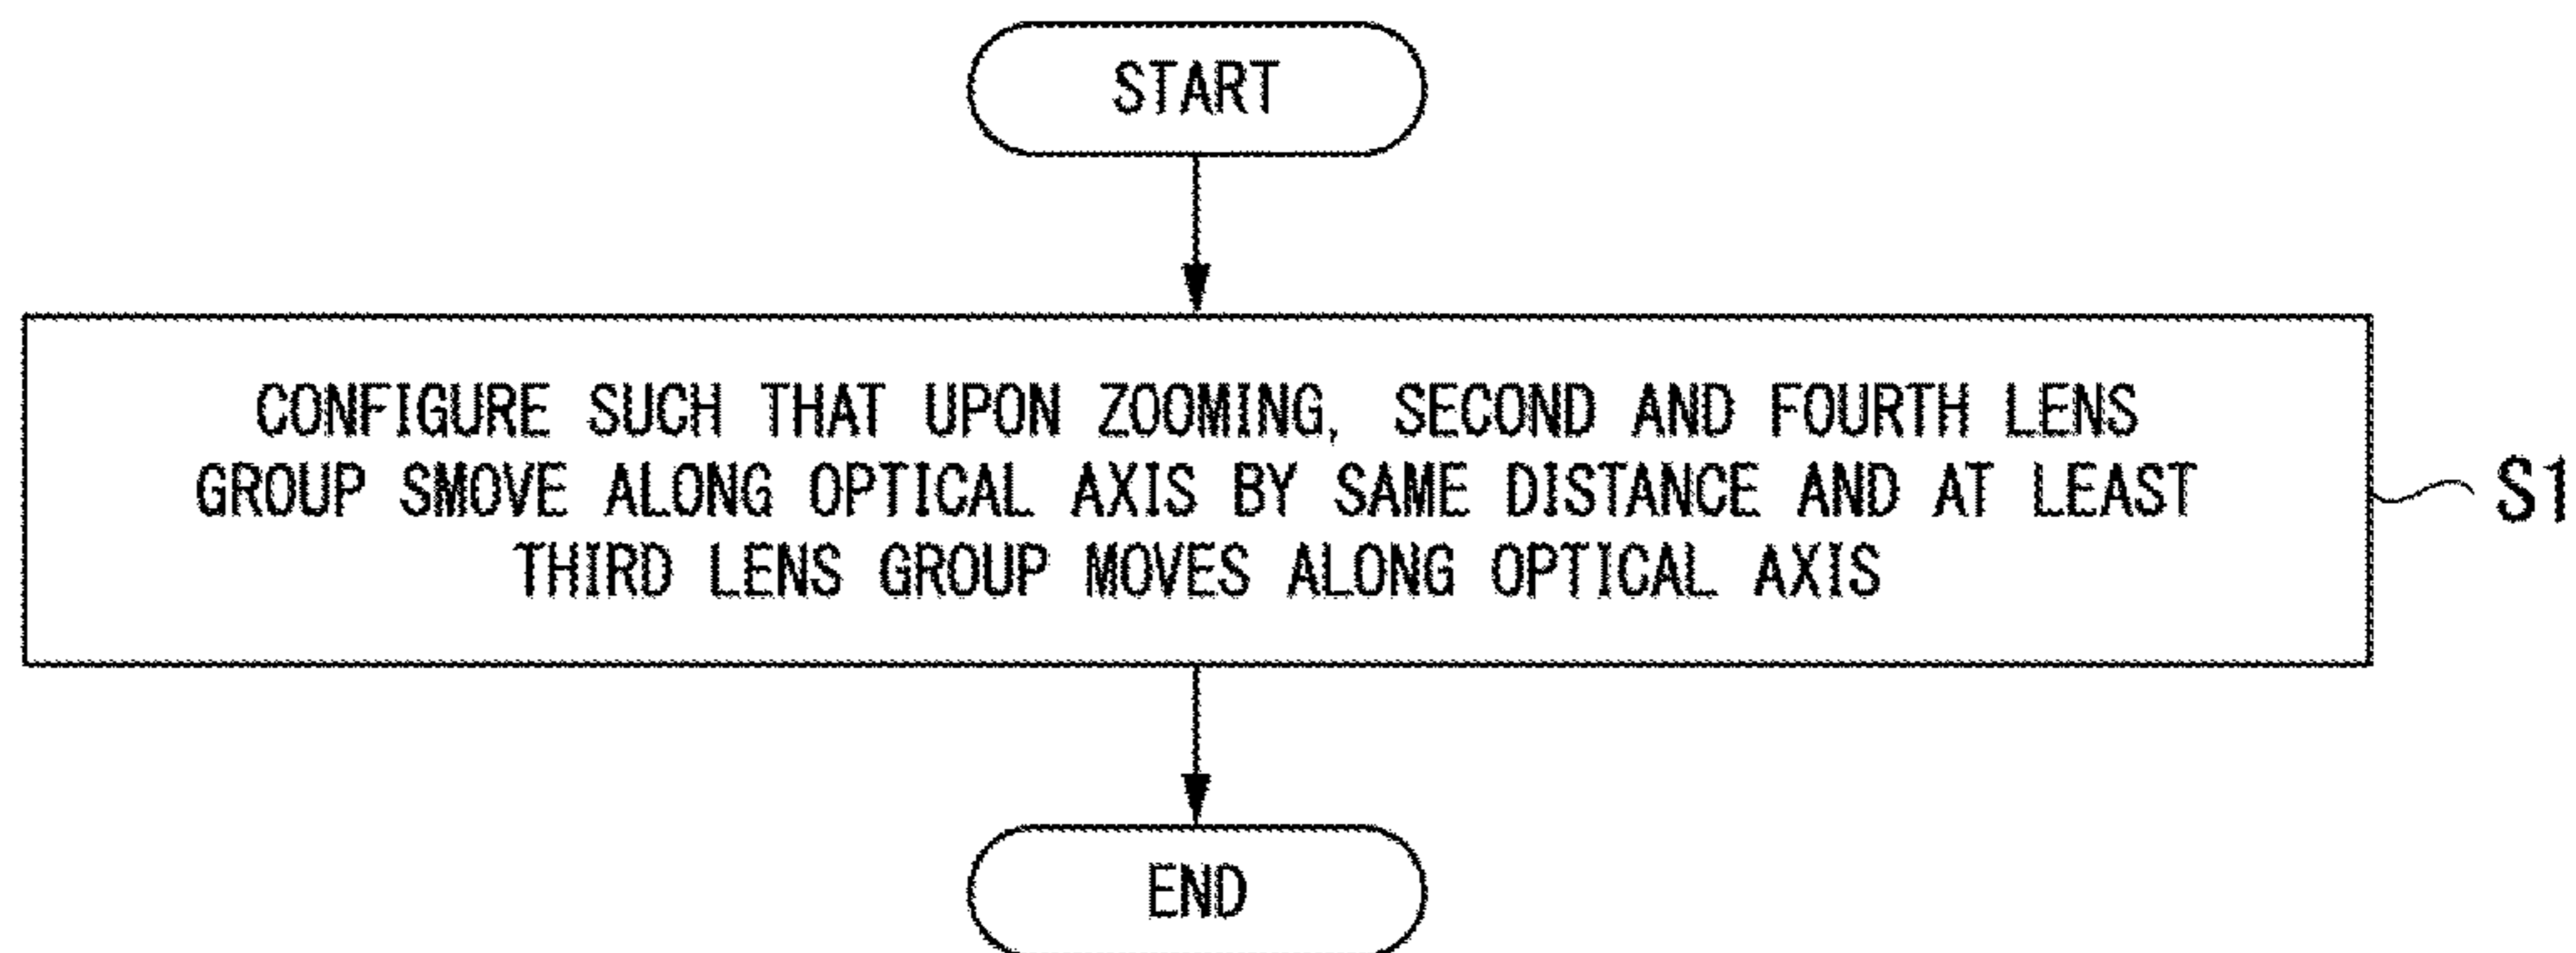 START
CONFIGURE SUCH THAT UPON ZOOMING, SECOND AND FOURTH LENS
GROUP SMOVE ALONG OPTICAL AXIS BY SAME DISTANCE AND AT LEAST
THIRD LENS GROUP MOVES ALONG OPTICAL AXIS
S1
END